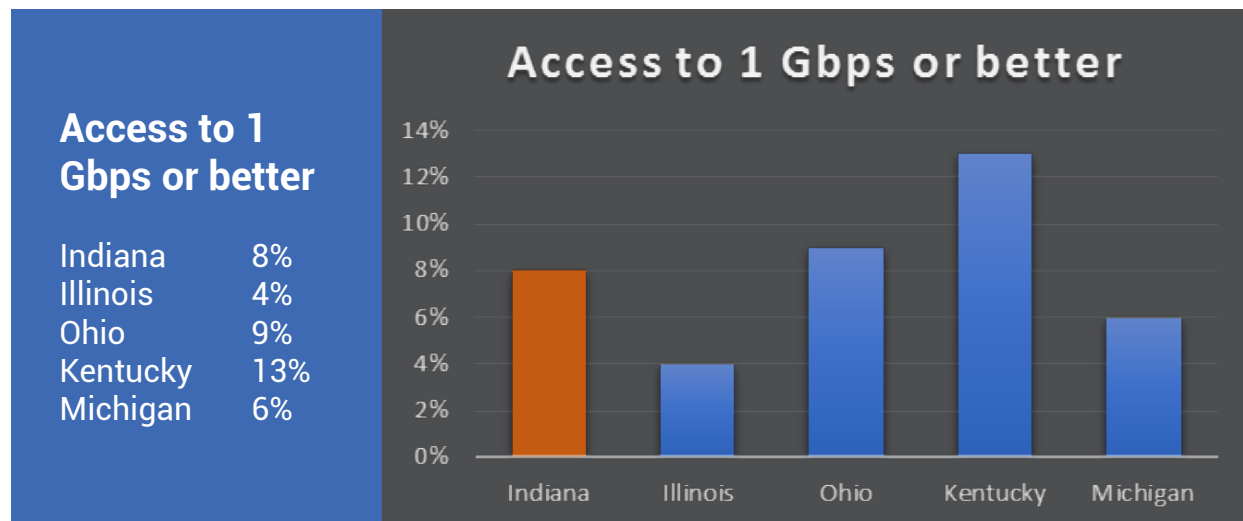 Access to 1
Gbps or better
Indiana 8%
Illinois 4%
Ohio 9%
Kentucky 13%
Michigan 6%
Access to 1 Gbps or better
14%
12%
10%
8%
6%
4%
2%
0%
Indiana Illinois Ohio Kentucky Michigan